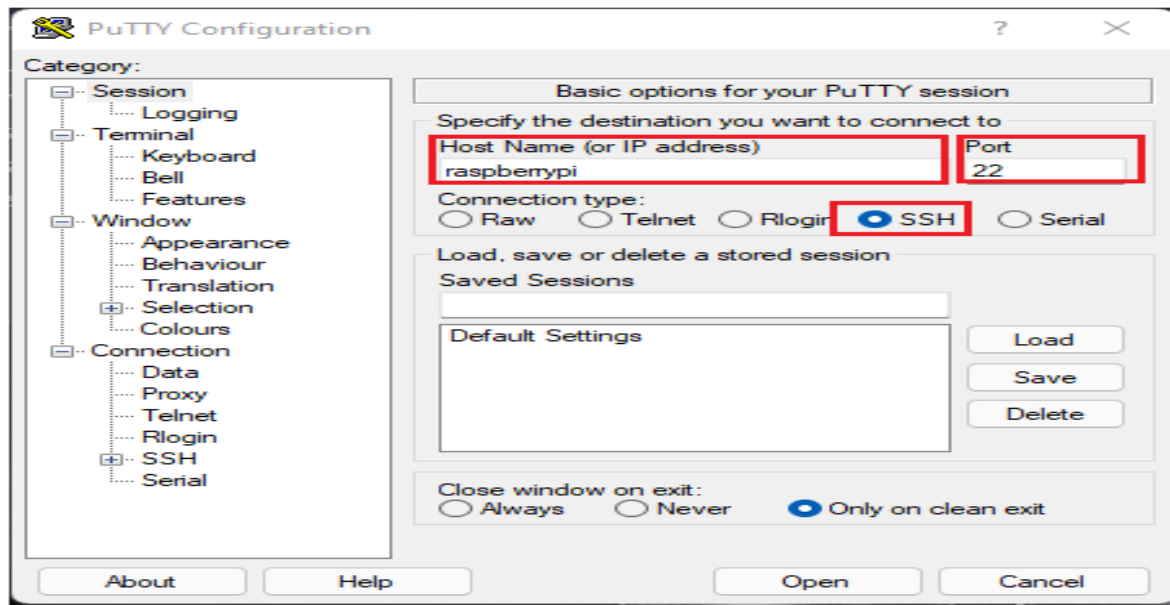 PuTTY Configuration
?
Category:
Session
Logging
Terminal
Keyboard
Bell
Features
Window
Appearance
Behaviour
Translation
Selection
Colours
Connection
Data
Proxy
Telnet
Rlogin
SSH
Serial
Basic options for your PuTTY session
Specify the destination you want to connect to
Host Name (or IP address) Port
raspberrypi 22
Connection type:
Raw Telnet Rlogin SSH Serial
Load, save or delete a stored session
Saved Sessions
Default Settings
Load
Save
Delete
Close window on exit:
Always Never Only on clean exit
About Help Open Cancel